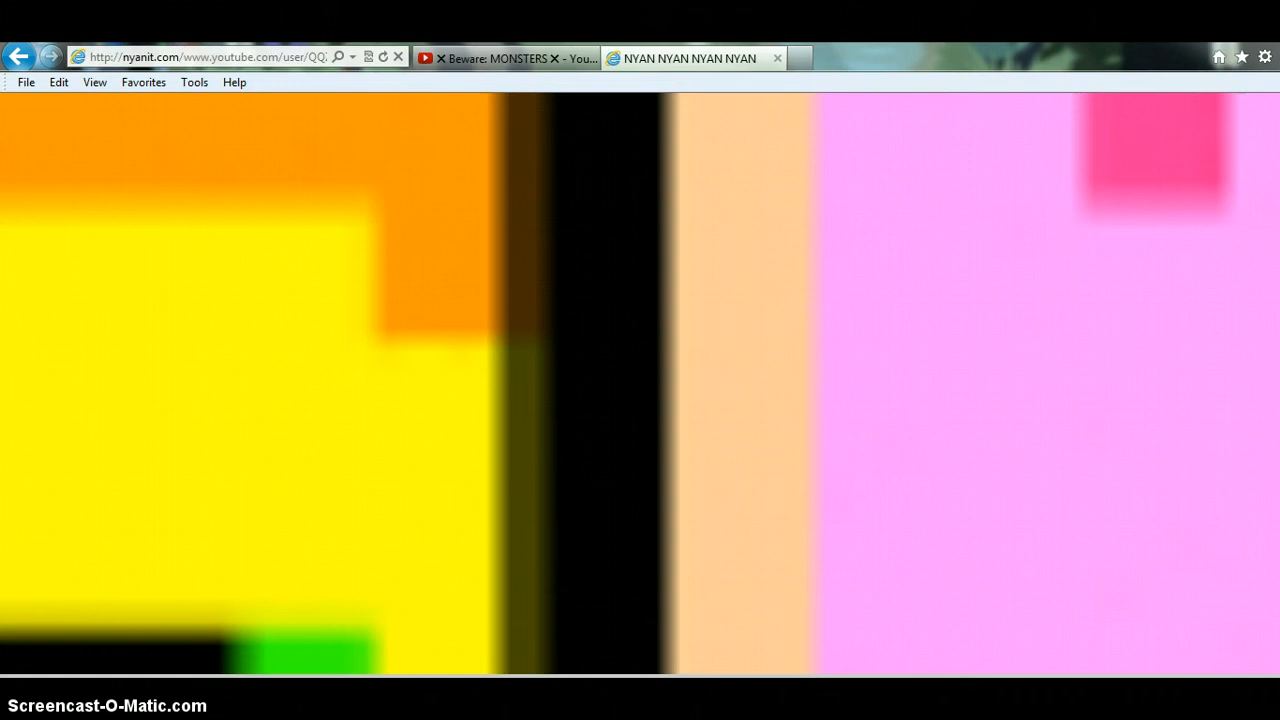 http://nyanit.com/www.youtube.com/user/QQ
✕ Beware: MONSTERS ✕ - You...
NYAN NYAN NYAN NYAN
File Edit View Favorites Tools Help
Screencast-O-Matic.com